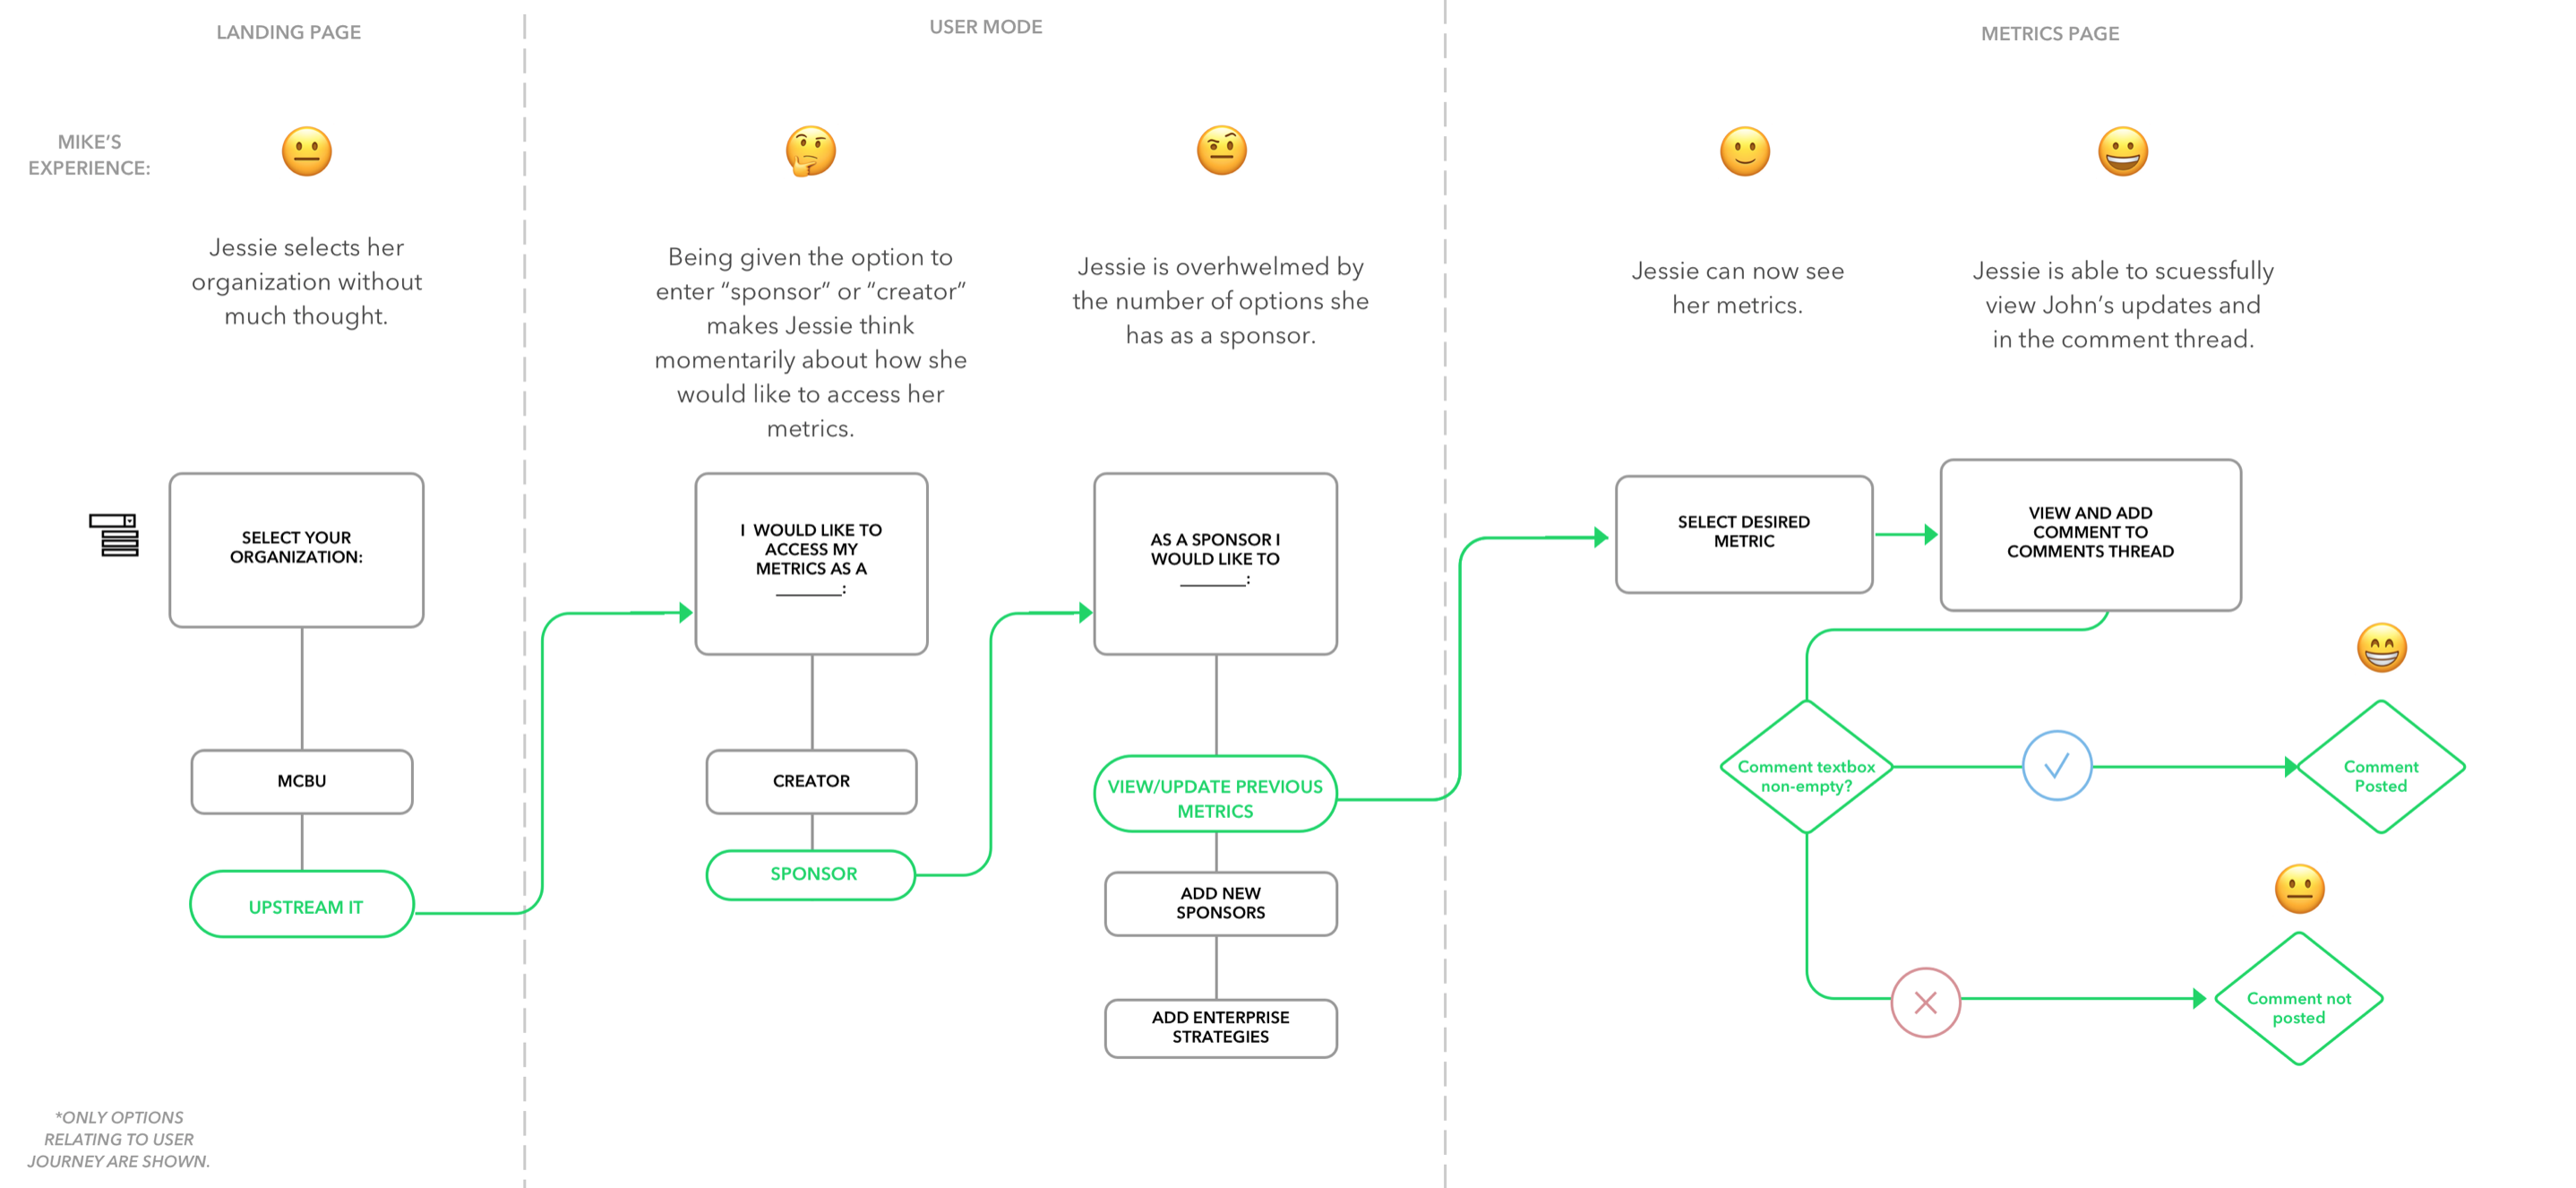 LANDING PAGE
USER MODE
METRICS PAGE
MIKE'S
EXPERIENCE:
Jessie selects her
organization without
much thought.
Being given the option to
enter “sponsor” or “creator”
makes Jessie think
momentarily about how she
would like to access her
metrics.
Jessie is overhwelmed by
the number of options she
has as a sponsor.
Jessie can now see
her metrics.
Jessie is able to scuessfully
view John’s updates and
in the comment thread.
SELECT YOUR
ORGANIZATION:
MCBU
UPSTREAM IT
I WOULD LIKE TO
ACCESS MY
METRICS AS A
________:
CREATOR
SPONSOR
AS A SPONSOR I
WOULD LIKE TO
________:
VIEW/UPDATE PREVIOUS
METRICS
ADD NEW
SPONSORS
ADD ENTERPRISE
STRATEGIES
SELECT DESIRED
METRIC
VIEW AND ADD
COMMENT TO
COMMENTS THREAD
Comment textbox
non-empty?
Comment
Posted
Comment not
posted
*ONLY OPTIONS
RELATING TO USER
JOURNEY ARE SHOWN.